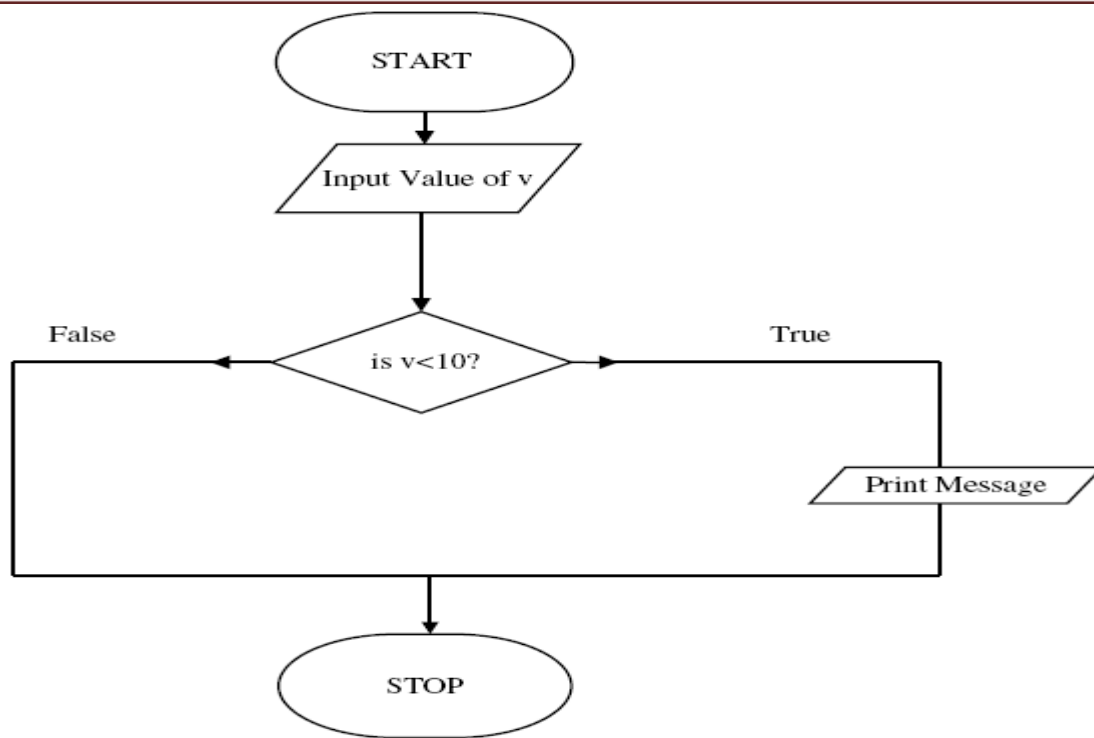 START
Input Value of v
False
True
is v<10?
Print Message
STOP